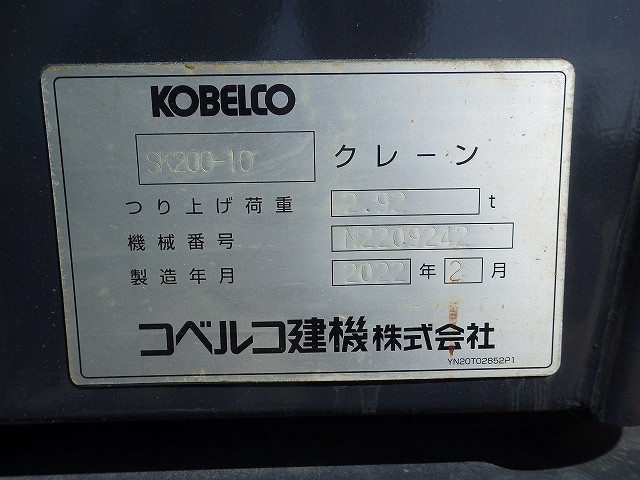 KOBELCO
SK200-10 クレーン
つり上げ荷重 2.92 t
機械番号 N2209242
製造年月 2022 年 2 月
コベルコ建機株式会社
YN20T02852P1